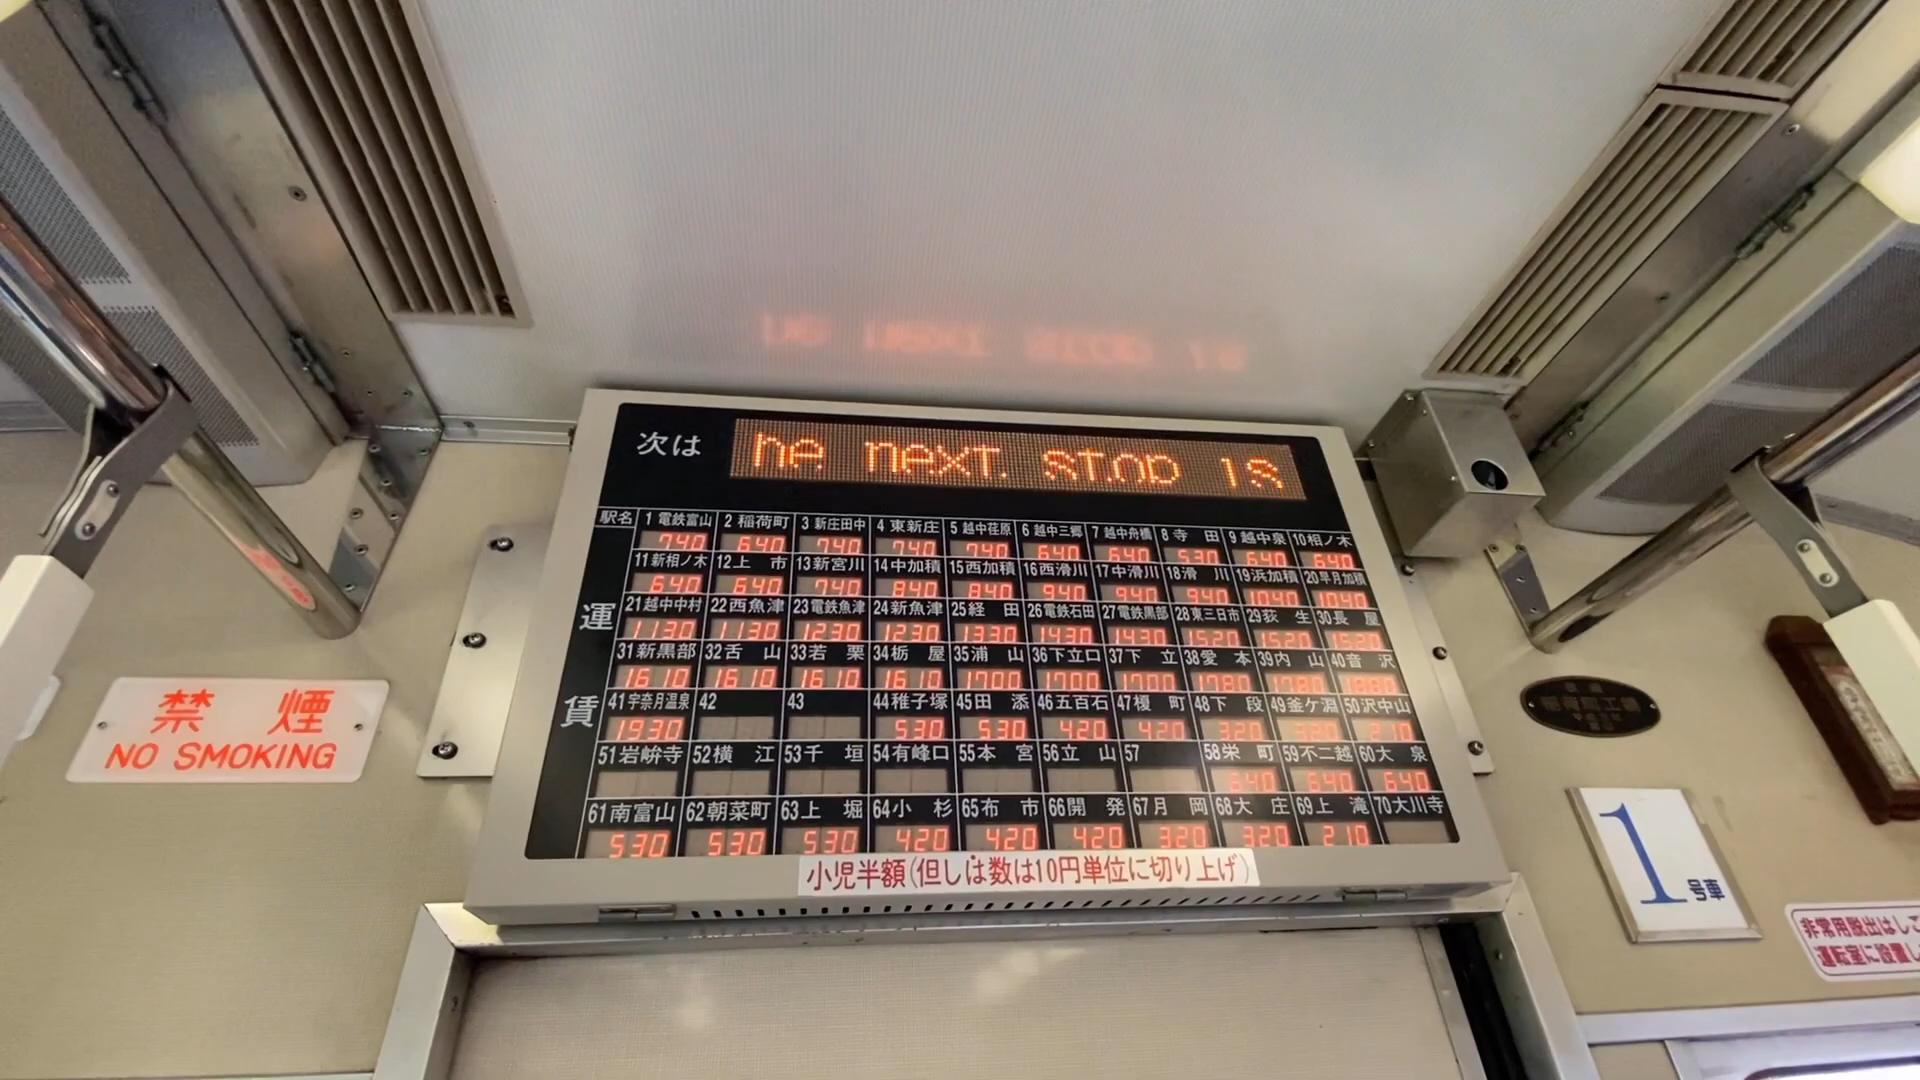 次は he next. stop is
駅名 1 電鉄富山 2 稲荷町 3 新庄田中 4 東新庄 5 越中荏原 6 越中三郷 7 越中舟橋 8 寺田 9 越中泉 10 相ノ木
740 640 740 740 740 640 640 530 640 640
11 新相ノ木 12 上市 13 新宮川 14 中加積 15 西加積 16 西滑川 17 中滑川 18 滑川 19 浜加積 20 早月加積
640 640 740 840 840 940 940 940 1040 1040
21 越中中村 22 西魚津 23 電鉄魚津 24 新魚津 25 経田 26 電鉄石田 27 電鉄黒部 28 東三日市 29 荻生 30 長屋
運賃
1130 1130 1230 1230 1330 1430 1430 1520 1520 1520
31 新黒部 32 舌山 33 若栗 34 栃屋 35 浦山 36 下立口 37 下立 38 愛本 39 内山 40 音沢
1610 1610 1610 1610 1700 1700 1700 1780 1780 1880
41 宇奈月温泉 42 43 44 稚子塚 45 田添 46 五百石 47 榎町 48 下段 49 釜ケ淵 50 沢中山
1930 530 530 420 420 320 320 210
51 岩峅寺 52 横江 53 千垣 54 有峰口 55 本宮 56 立山 57 58 栄町 59 不二越 60 大泉
640 640 640
61 南富山 62 朝菜町 63 上堀 64 小杉 65 布市 66 開発 67 月岡 68 大庄 69 上滝 70 大川寺
530 530 530 420 420 420 320 320 210
小児半額(但しは数は10円単位に切り上げ)
禁煙
NO SMOKING
1号車
非常用脱出はしご
運転室に設置し